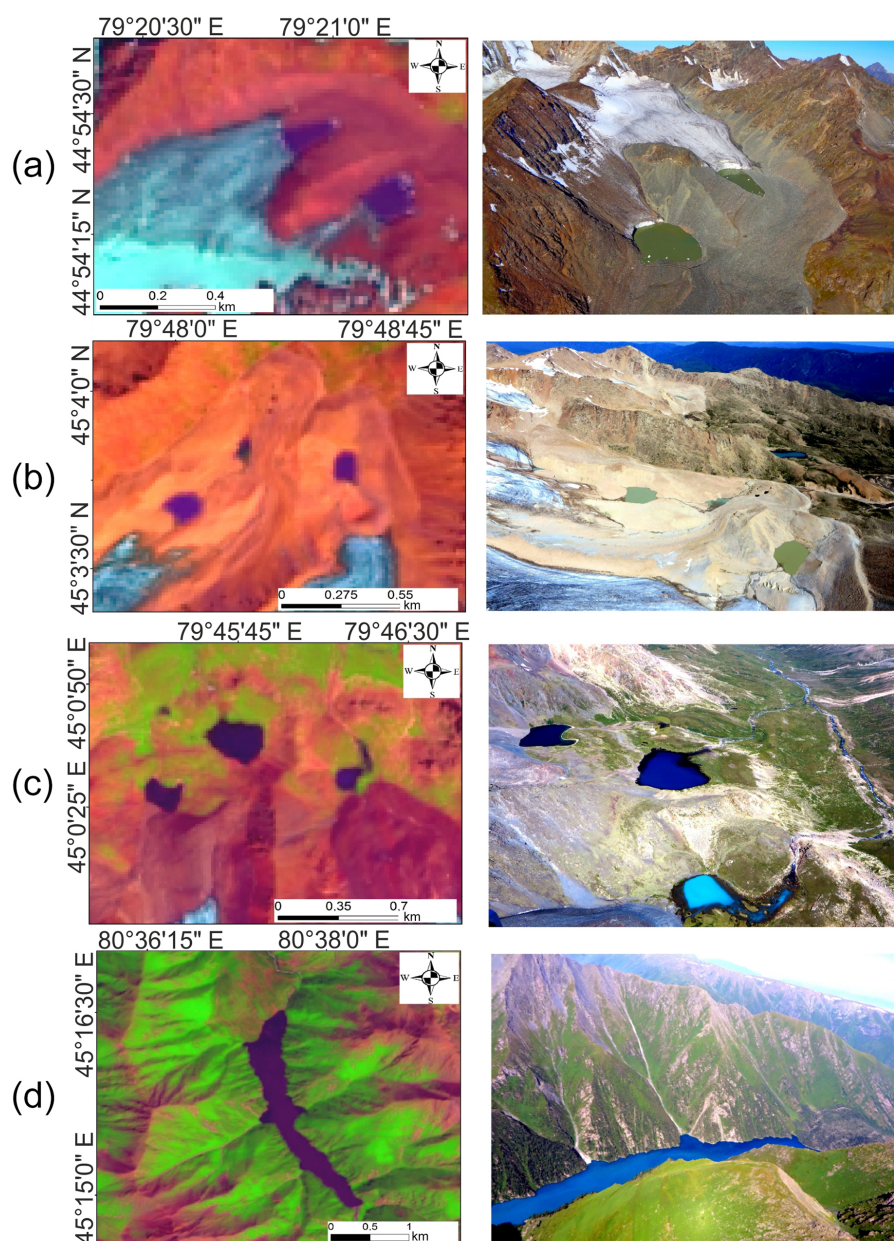 79°20'30" E 79°21'0" E
(a)
44°54'30" N
44°54'15" N
N
W E
S
0 0.2 0.4
km
79°48'0" E 79°48'45" E
(b)
45°4'0" N
45°3'30" N
N
W E
S
0 0.275 0.55
km
79°45'45" E 79°46'30" E
(c)
45°0'50" E
45°0'25" E
N
W E
S
0 0.35 0.7
km
80°36'15" E 80°38'0" E
(d)
45°16'30" E
45°15'0" E
N
W E
S
0 0.5 1
km